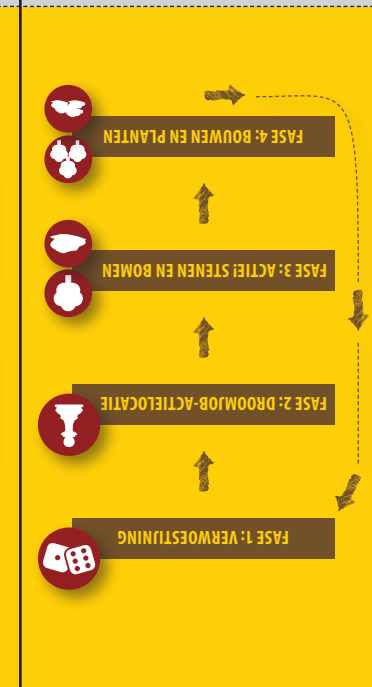 FASE 1: VERWOESTIJNING
FASE 2: DROOMJOB-ACTIELOCATIE
FASE 3: ACTIE! STENEN EN BOMEN
FASE 4: BOUWEN EN PLANTEN